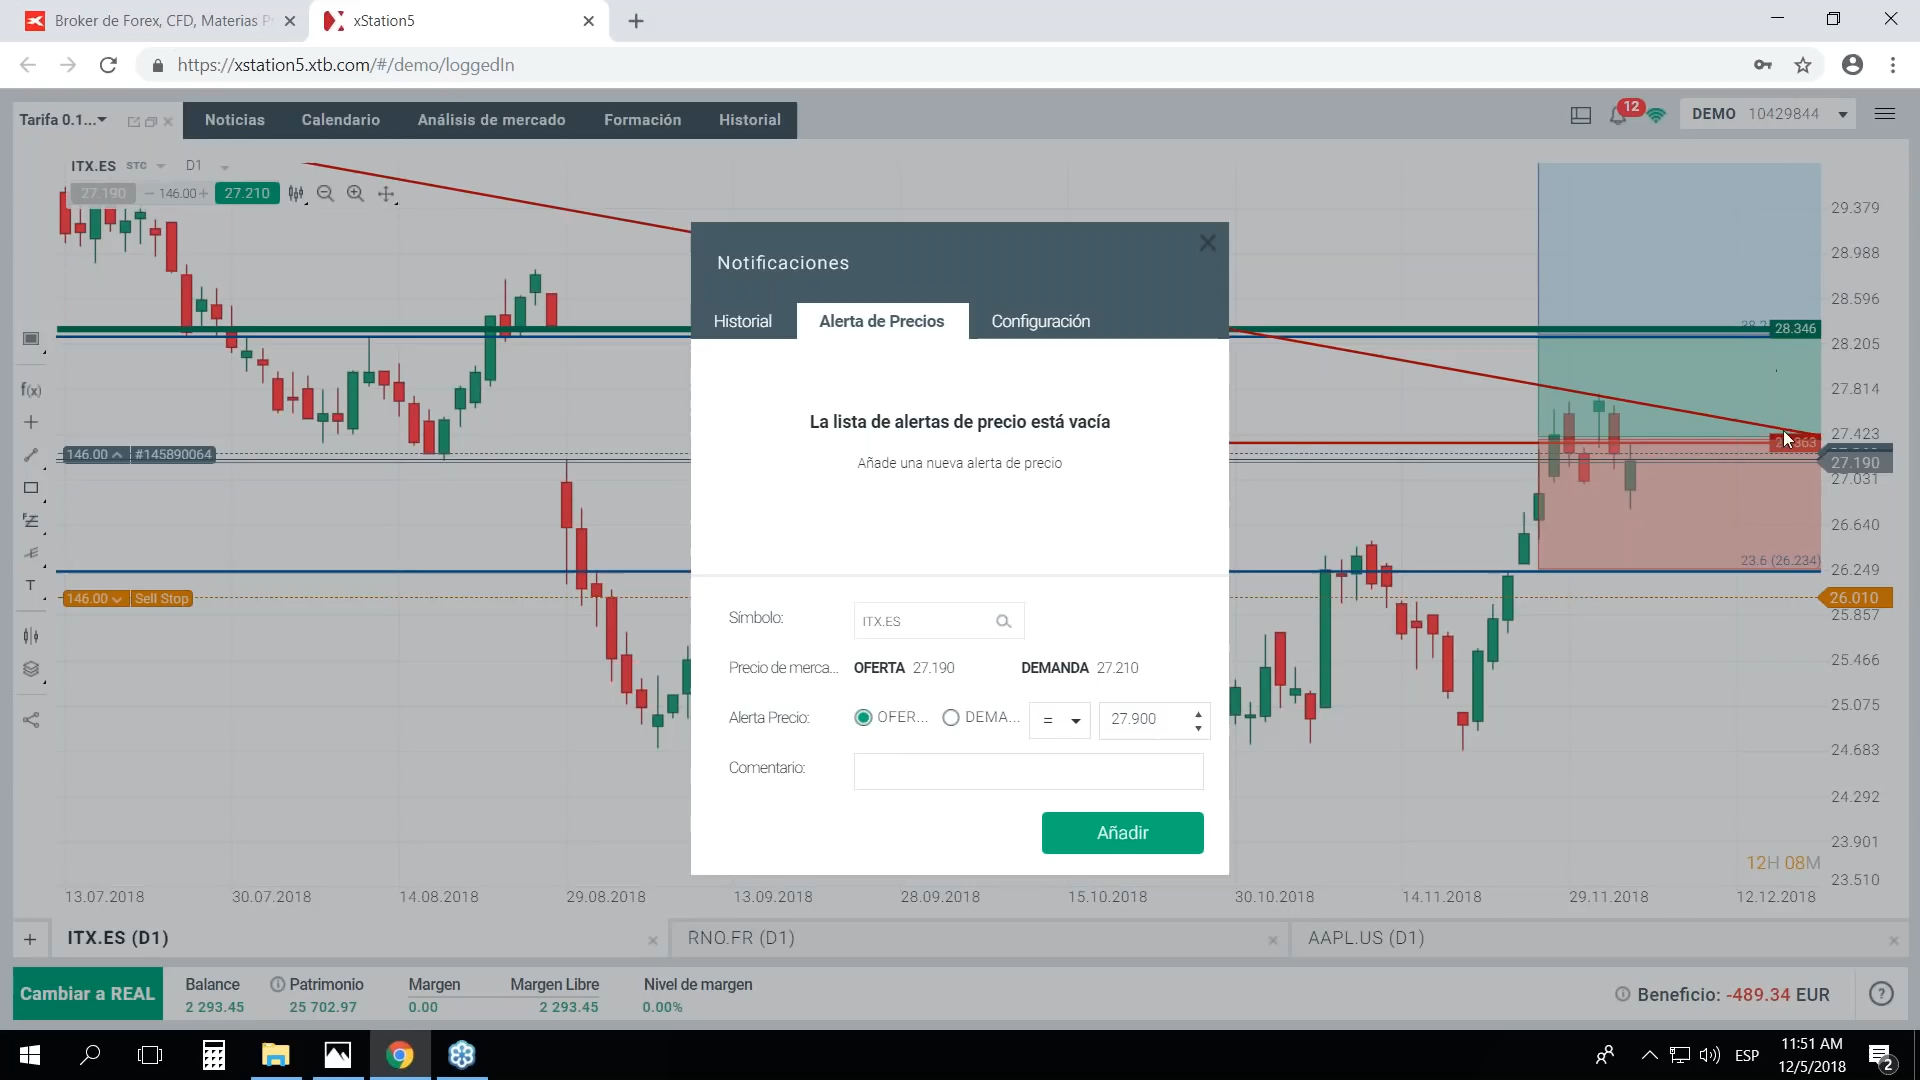 Broker de Forex, CFD, Materias P
xStation5
https://xstation5.xtb.com/#/demo/loggedIn
Tarifa 0.1...
Noticias
Calendario
Análisis de mercado
Formación
Historial
12
DEMO 10429844
ITX.ES STC D1
27.190 146.00 27.210
Notificaciones
Historial
Alerta de Precios
Configuración
La lista de alertas de precio está vacía
Añade una nueva alerta de precio
Símbolo: ITX.ES
Precio de merca... OFERTA 27.190 DEMANDA 27.210
Alerta Precio: OFER... DEMA... = 27.900
Comentario:
Añadir
f(x)
T
146.00 #145890064
146.00 Sell Stop
29.379
28.988
28.596
28.346
28.205
27.814
27.423
27.190
27.031
26.640
23.6 (26.234)
26.249
26.010
25.857
25.466
25.075
24.683
24.292
23.901
12H 08M
23.510
13.07.2018
30.07.2018
14.08.2018
29.08.2018
13.09.2018
28.09.2018
15.10.2018
30.10.2018
14.11.2018
29.11.2018
12.12.2018
ITX.ES (D1)
RNO.FR (D1)
AAPL.US (D1)
Cambiar a REAL
Balance
2 293.45
Patrimonio
25 702.97
Margen
0.00
Margen Libre
2 293.45
Nivel de margen
0.00%
Beneficio: -489.34 EUR
ESP
11:51 AM
12/5/2018
2